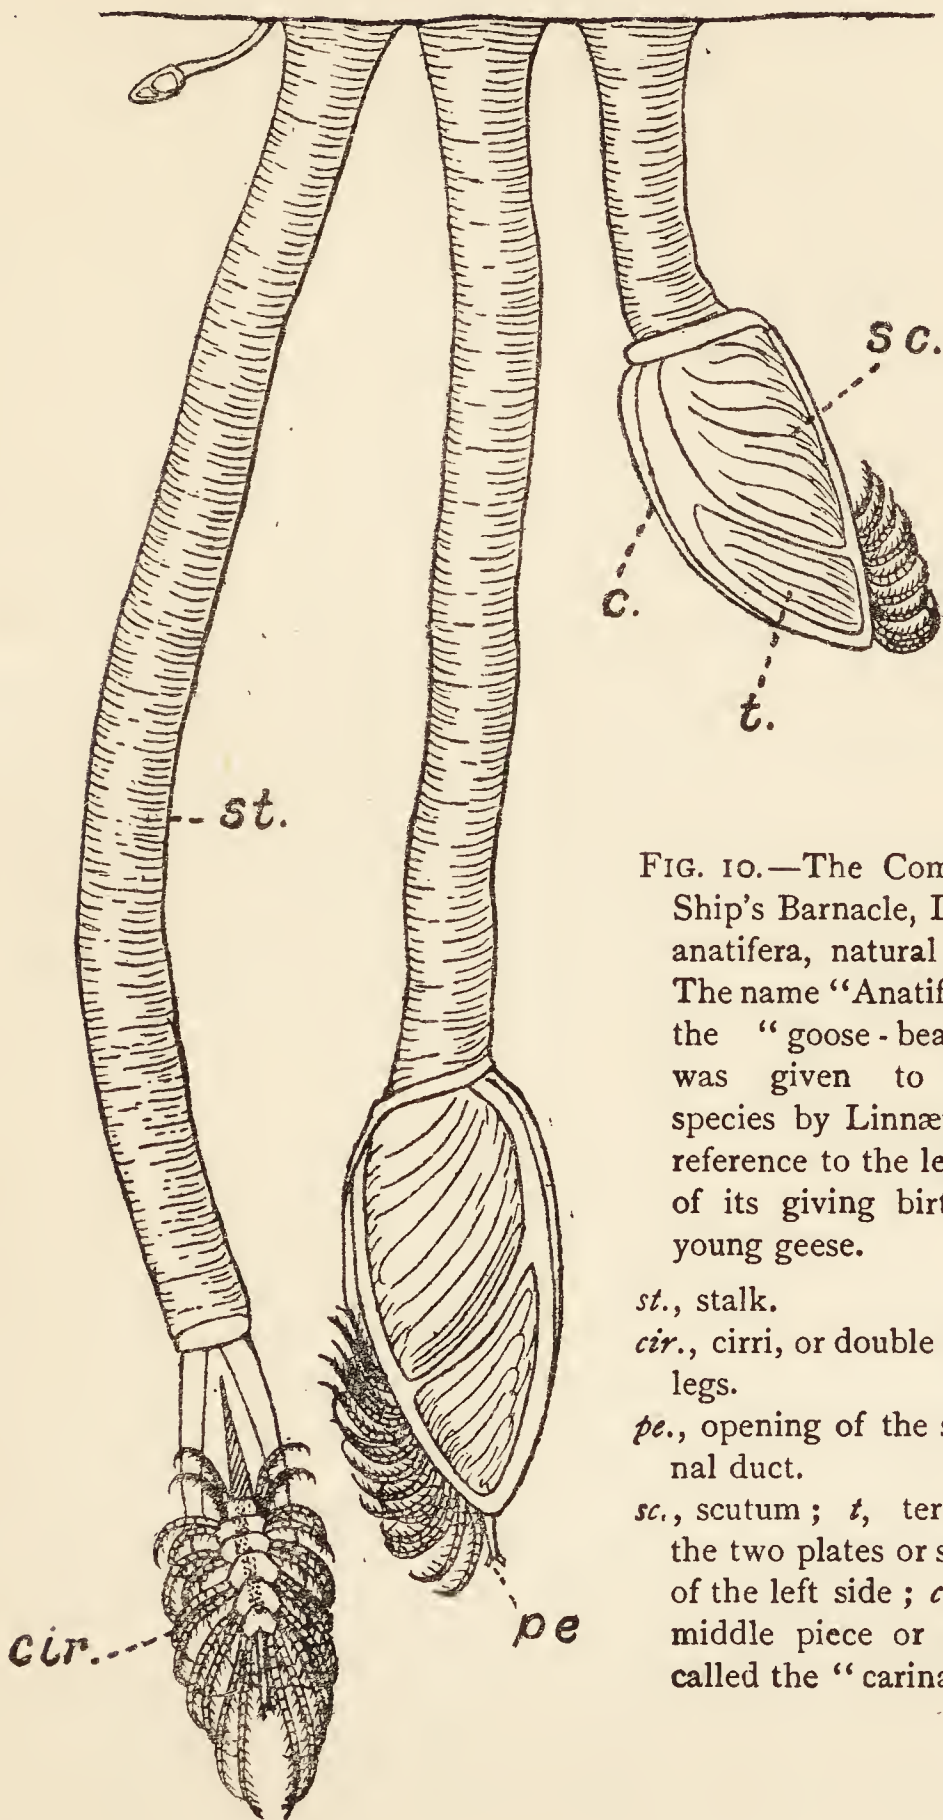 sc.
c.
t.
st.
FIG. 10.—The Com
Ship's Barnacle, L
anatifera, natural
The name “Anatif
the “goose-bea
was given to
species by Linnæ
reference to the le
of its giving birt
young geese.
st., stalk.
cir., cirri, or double
legs.
pe., opening of the s
nal duct.
sc., scutum; t, ter
the two plates or s
of the left side; c
middle piece or
called the “carina
pe
cir.